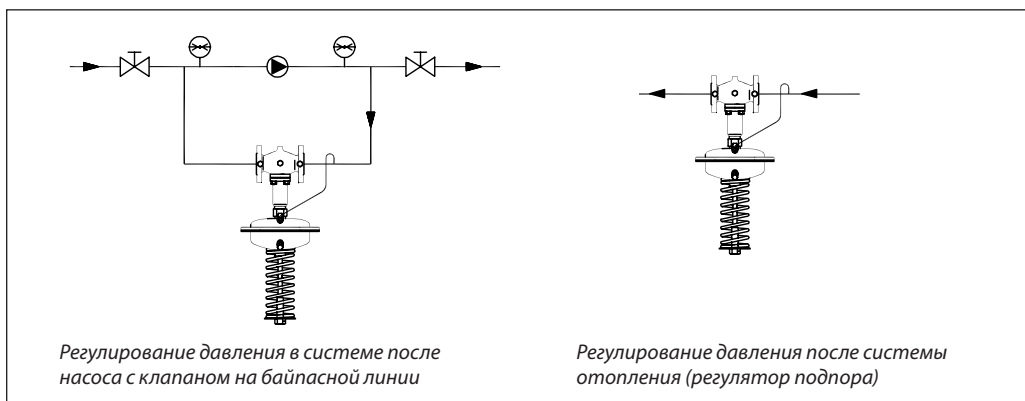 Регулирование давления в системе после
насоса с клапаном на байпасной линии
Регулирование давления после системы
отопления (регулятор подпора)